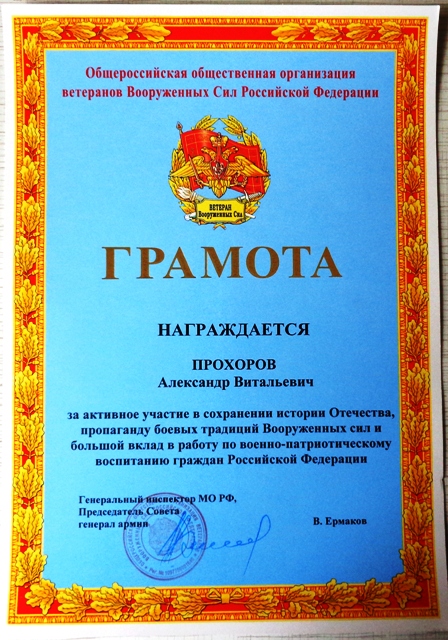 Общероссийская общественная организация
ветеранов Вооруженных Сил Российской Федерации
ВЕТЕРАН
Вооруженных Сил
ГРАМОТА
НАГРАЖДАЕТСЯ
ПРОХОРОВ
Александр Витальевич
за активное участие в сохранении истории Отечества,
пропаганду боевых традиций Вооруженных сил и
большой вклад в работу по военно-патриотическому
воспитанию граждан Российской Федерации
Генеральный инспектор МО РФ,
Председатель Совета
генерал армии
В. Ермаков